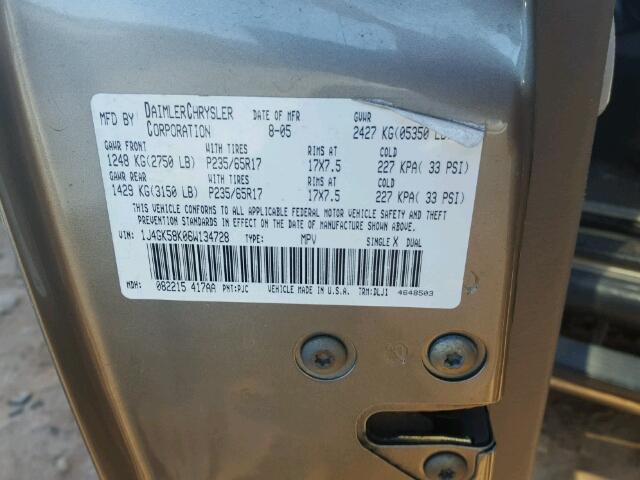 MFD BY DAIMLERCHRYSLER CORPORATION DATE OF MFR 8-05 GVWR 2427 KG(05350
GAWR FRONT WITH TIRES RIMS AT COLD
1248 KG(2750 LB) P235/65R17 17X7.5 227 KPA( 33 PSI)
GAWR REAR WITH TIRES RIMS AT COLD
1429 KG(3150 LB) P235/65R17 17X7.5 227 KPA( 33 PSI)
THIS VEHICLE CONFORMS TO ALL APPLICABLE FEDERAL MOTOR VEHICLE SAFETY AND THEFT
PREVENTION STANDARDS IN EFFECT ON THE DATE OF MANUFACTURE SHOWN ABOVE.
VIN: 1J4GK58K06W134728 TYPE: MPV SINGLE X DUAL
MDH: 082215 417AA PNT:PJC VEHICLE MADE IN U.S.A. TRM:DLJ1 4648503